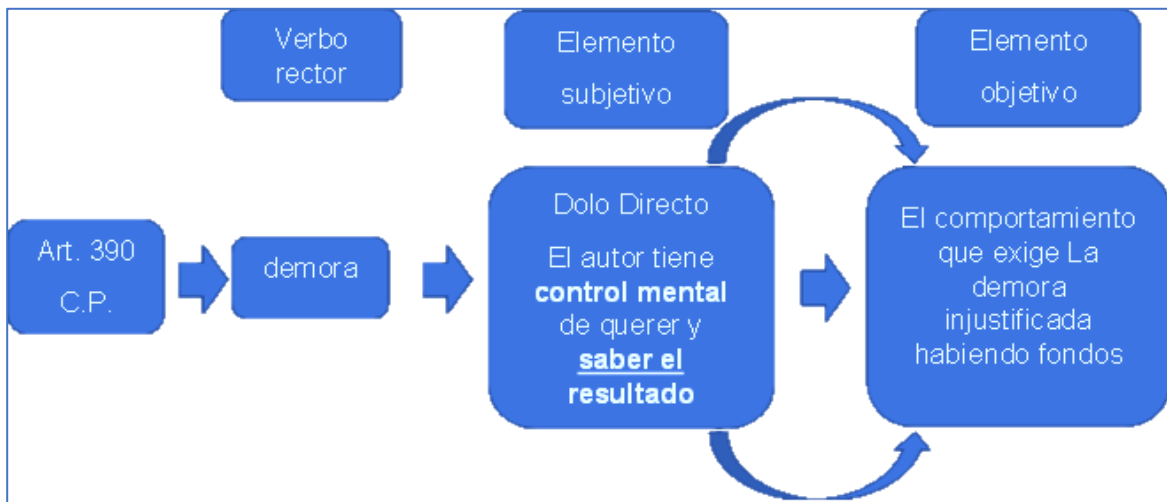 Verbo
rector
Elemento
subjetivo
Elemento
objetivo
Art. 390
C.P.
demora
Dolo Directo
El autor tiene
control mental
de querer y
saber el
resultado
El comportamiento
que exige La
demora
injustificada
habiendo fondos